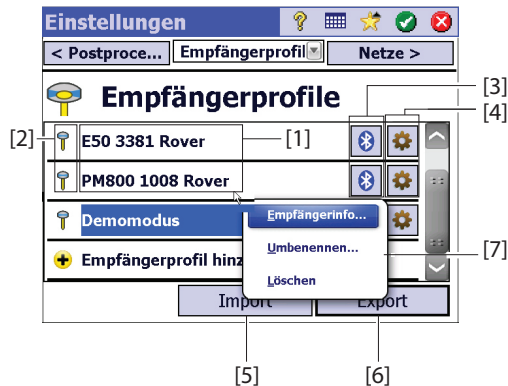 Einstellungen
< Postproce... Empfängerprofil Netze >
Empfängerprofile
[3]
[4]
[2] E50 3381 Rover [1]
PM800 1008 Rover
Demomodus
Empfängerinfo...
Umbenennen...
[7]
Empfängerprofil hinz
Löschen
Import Export
[5] [6]